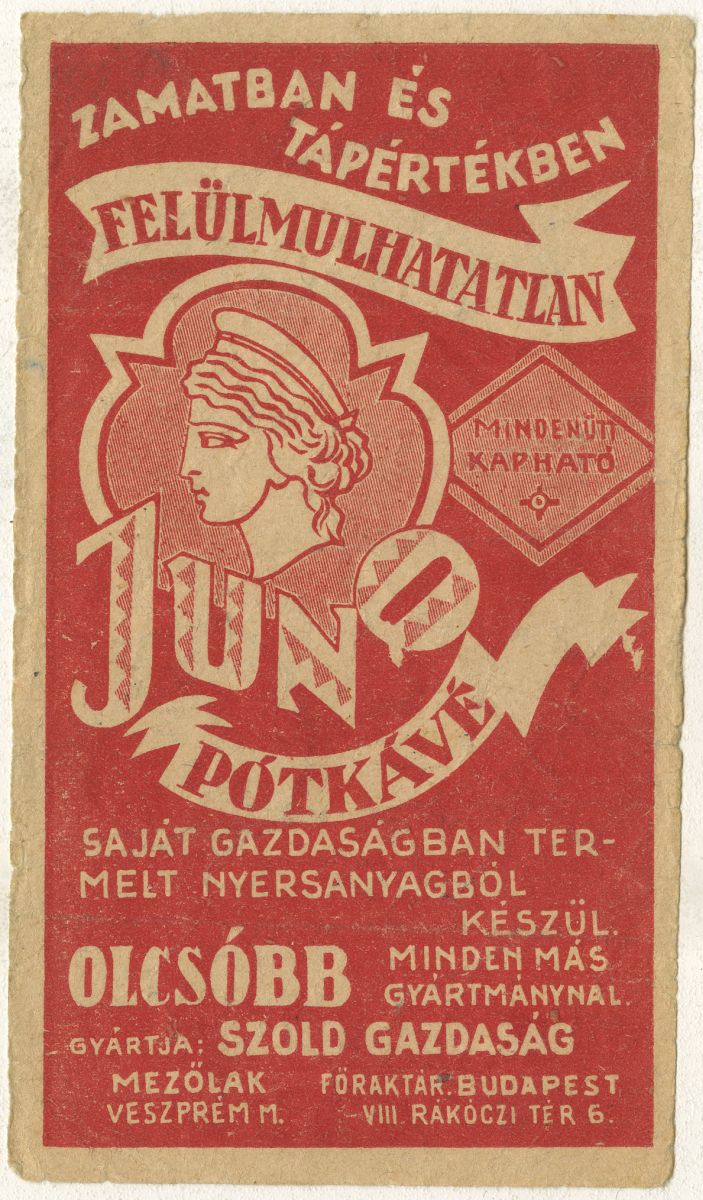 ZAMATBAN ÉS
TÁPÉRTÉKBEN
FELÜLMULHATATLAN
MINDENÜTT
KAPHATÓ
JUNO
PÓTKÁVÉ
SAJÁT GAZDASÁGBAN TER-
MELT NYERSANYAGBÓL
KÉSZÜL.
OLCSÓBB MINDEN MÁS
GYÁRTMÁNYNAL.
GYÁRTJA: SZOLD GAZDASÁG
MEZŐLAK
VESZPRÉM M.
FŐRAKTÁR: BUDAPEST
VIII. RÁKÓCZI TÉR 6.